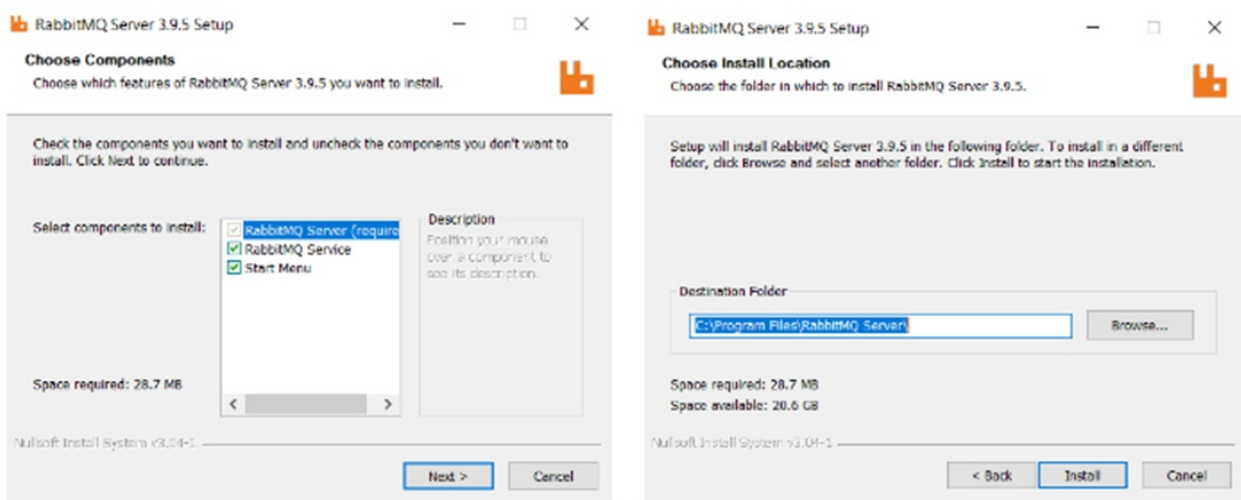 RabbitMQ Server 3.9.5 Setup
Choose Components
Choose which features of RabbitMQ Server 3.9.5 you want to install.
Check the components you want to install and uncheck the components you don't want to
install. Click Next to continue.
Select components to install:
RabbitMQ Server (require
RabbitMQ Service
Start Menu
Description
Position your mouse
over a component to
see its description.
Space required: 28.7 MB
Nullsoft Install System v3.04-1
Next >
Cancel
RabbitMQ Server 3.9.5 Setup
Choose Install Location
Choose the folder in which to install RabbitMQ Server 3.9.5.
Setup will install RabbitMQ Server 3.9.5 in the following folder. To install in a different
folder, click Browse and select another folder. Click Install to start the installation.
Destination Folder
C:\Program Files\RabbitMQ Server\
Browse...
Space required: 28.7 MB
Space available: 20.6 GB
Nullsoft Install System v3.04-1
< Back
Install
Cancel